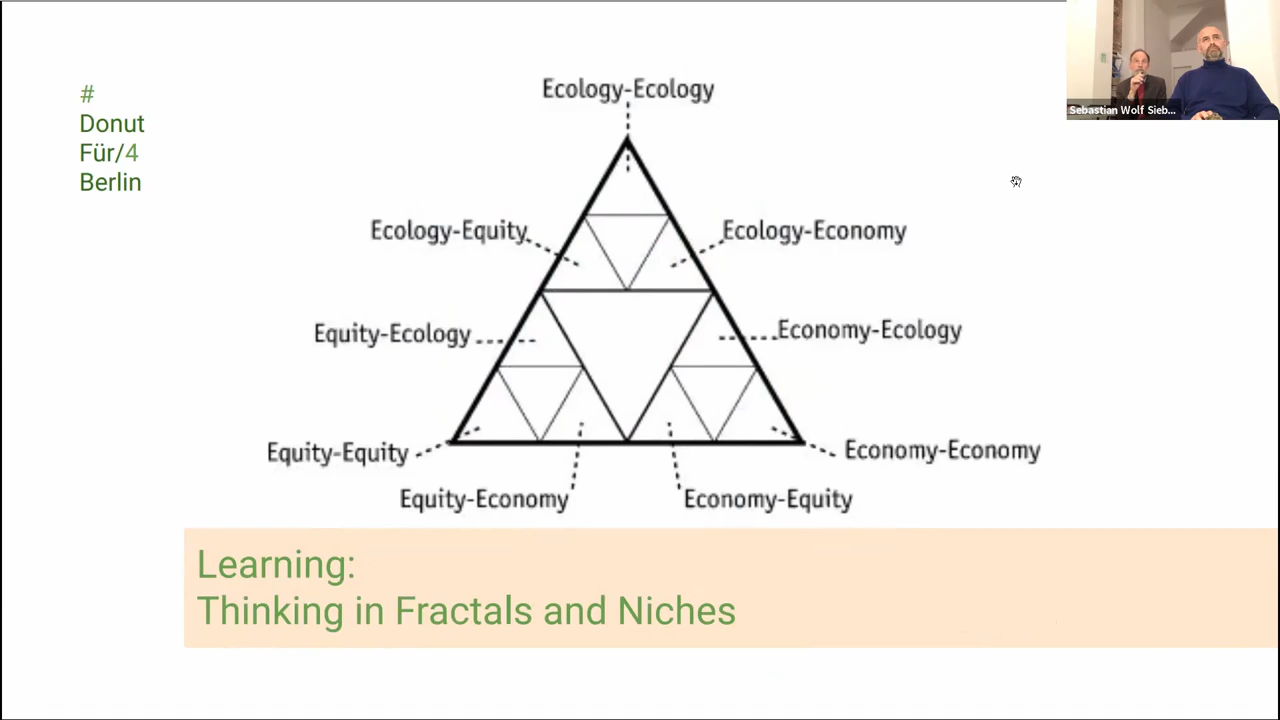 #
Donut
Für/4
Berlin
Ecology-Ecology
Ecology-Equity
Ecology-Economy
Equity-Ecology
Economy-Ecology
Equity-Equity
Economy-Economy
Equity-Economy
Economy-Equity
Learning:
Thinking in Fractals and Niches
Sebastian Wolf Sieb...